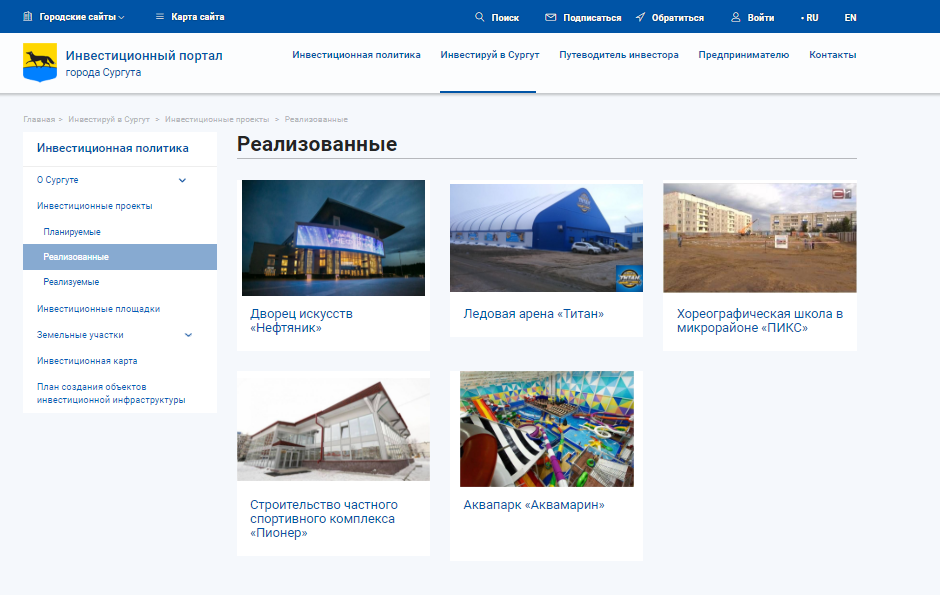 Городские сайты
Карта сайта
Поиск
Подписаться
Обратиться
Войти
• RU
EN
Инвестиционный портал
города Сургута
Инвестиционная политика
Инвестируй в Сургут
Путеводитель инвестора
Предпринимателю
Контакты
Главная > Инвестируй в Сургут > Инвестиционные проекты > Реализованные
Инвестиционная политика
О Сургуте
Инвестиционные проекты
Планируемые
Реализованные
Реализуемые
Инвестиционные площадки
Земельные участки
Инвестиционная карта
План создания объектов
инвестиционной инфраструктуры
Реализованные
Дворец искусств
«Нефтяник»
ТИТАН
Ледовая арена «Титан»
Хореографическая школа в
микрорайоне «ПИКС»
Строительство частного
спортивного комплекса
«Пионер»
Аквапарк «Аквамарин»